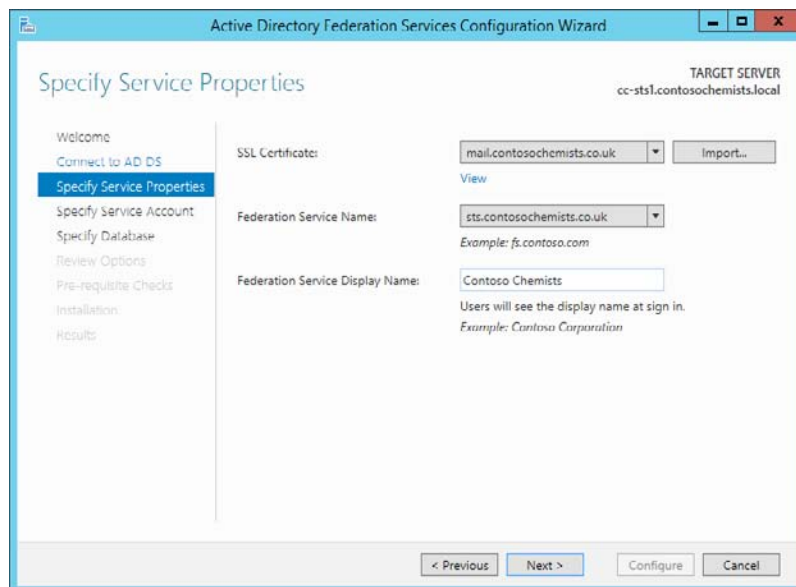 Active Directory Federation Services Configuration Wizard
Specify Service Properties
TARGET SERVER
cc-sts1.contosochemists.local
Welcome
Connect to AD DS
Specify Service Properties
Specify Service Account
Specify Database
Review Options
Pre-requisite Checks
Installation
Results
SSL Certificate:
mail.contosochemists.co.uk
Import...
View
Federation Service Name:
sts.contosochemists.co.uk
Example: fs.contoso.com
Federation Service Display Name:
Contoso Chemists
Users will see the display name at sign in.
Example: Contoso Corporation
< Previous
Next >
Configure
Cancel